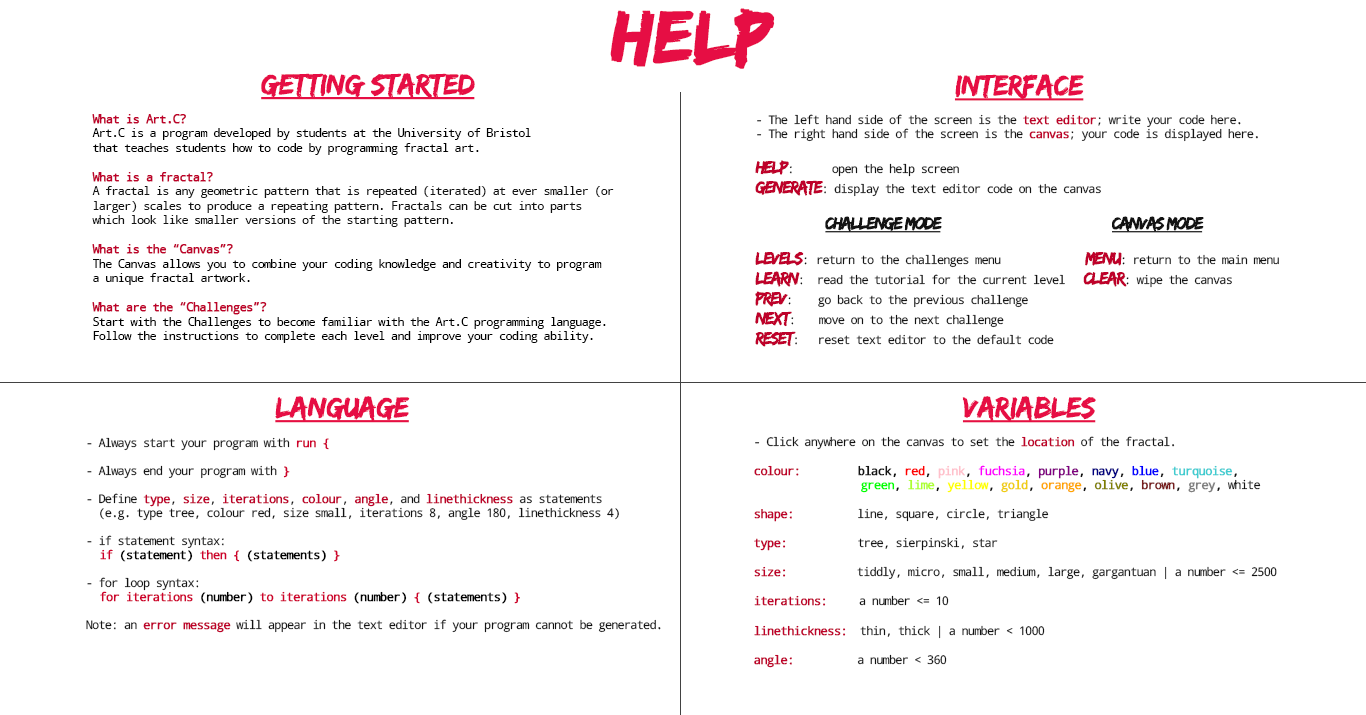 HELP
GETTING STARTED
What is Art.C?
Art.C is a program developed by students at the University of Bristol
that teaches students how to code by programming fractal art.
What is a fractal?
A fractal is any geometric pattern that is repeated (iterated) at ever smaller (or
larger) scales to produce a repeating pattern. Fractals can be cut into parts
which look like smaller versions of the starting pattern.
What is the “Canvas”?
The Canvas allows you to combine your coding knowledge and creativity to program
a unique fractal artwork.
What are the “Challenges”?
Start with the Challenges to become familiar with the Art.C programming language.
Follow the instructions to complete each level and improve your coding ability.
INTERFACE
- The left hand side of the screen is the text editor; write your code here.
- The right hand side of the screen is the canvas; your code is displayed here.
HELP: open the help screen
GENERATE: display the text editor code on the canvas
CHALLENGE MODE
LEVELS: return to the challenges menu
LEARN: read the tutorial for the current level
PREV: go back to the previous challenge
NEXT: move on to the next challenge
RESET: reset text editor to the default code
CANVAS MODE
MENU: return to the main menu
CLEAR: wipe the canvas
LANGUAGE
- Always start your program with run {
- Always end your program with }
- Define type, size, iterations, colour, angle, and linethickness as statements
(e.g. type tree, colour red, size small, iterations 8, angle 180, linethickness 4)
- if statement syntax:
if (statement) then { (statements) }
- for loop syntax:
for iterations (number) to iterations (number) { (statements) }
Note: an error message will appear in the text editor if your program cannot be generated.
VARIABLES
- Click anywhere on the canvas to set the location of the fractal.
colour: black, red, pink, fuchsia, purple, navy, blue, turquoise,
green, lime, yellow, gold, orange, olive, brown, grey, white
shape: line, square, circle, triangle
type: tree, sierpinski, star
size: tiddly, micro, small, medium, large, gargantuan | a number <= 2500
iterations: a number <= 10
linethickness: thin, thick | a number < 1000
angle: a number < 360